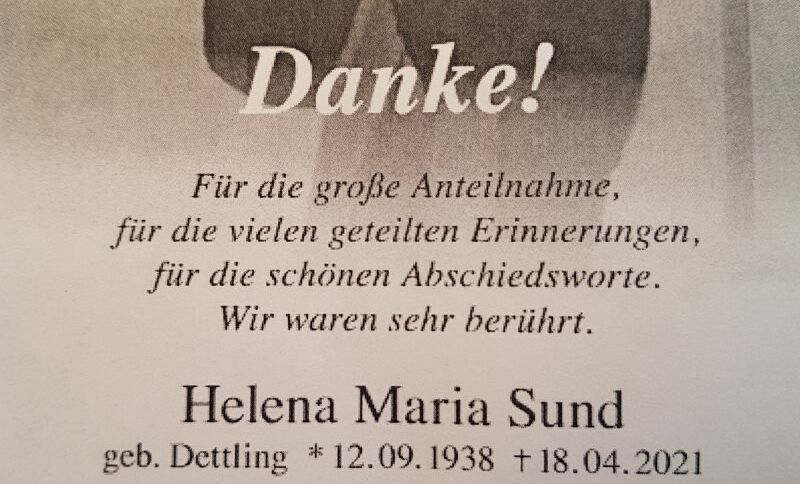 Danke!
Für die große Anteilnahme,
für die vielen geteilten Erinnerungen,
für die schönen Abschiedsworte.
Wir waren sehr berührt.
Helena Maria Sund
geb. Dettling * 12.09.1938 † 18.04.2021